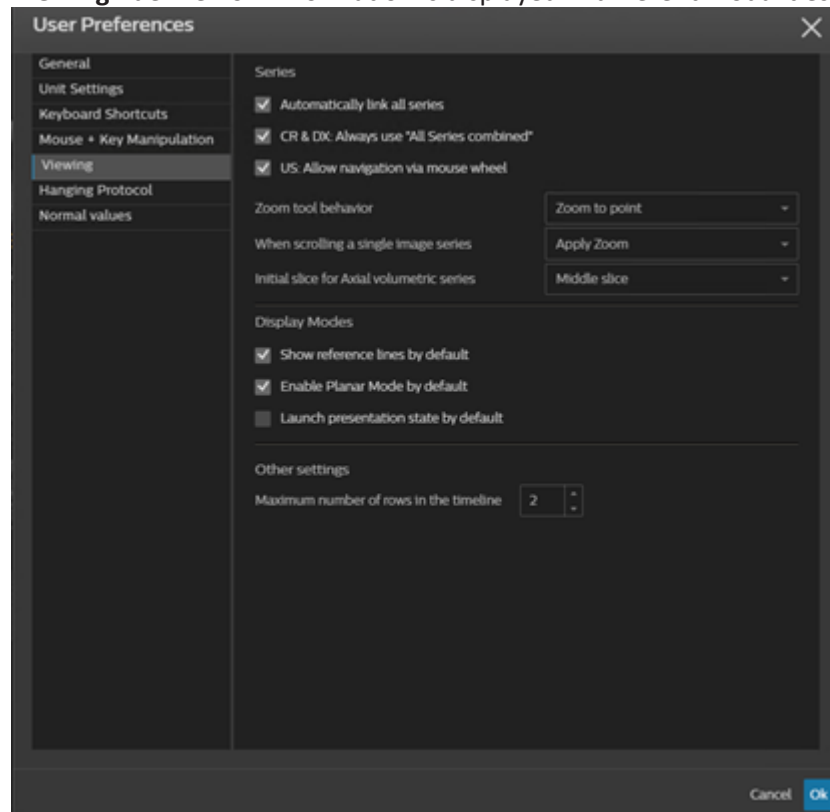 User Preferences
General
Unit Settings
Keyboard Shortcuts
Mouse + Key Manipulation
Viewing
Hanging Protocol
Normal values
Series
Automatically link all series
CR & DX: Always use "All Series combined"
US: Allow navigation via mouse wheel
Zoom tool behavior Zoom to point
When scrolling a single image series Apply Zoom
Initial slice for Axial volumetric series Middle slice
Display Modes
Show reference lines by default
Enable Planar Mode by default
Launch presentation state by default
Other settings
Maximum number of rows in the timeline 2
Cancel Ok